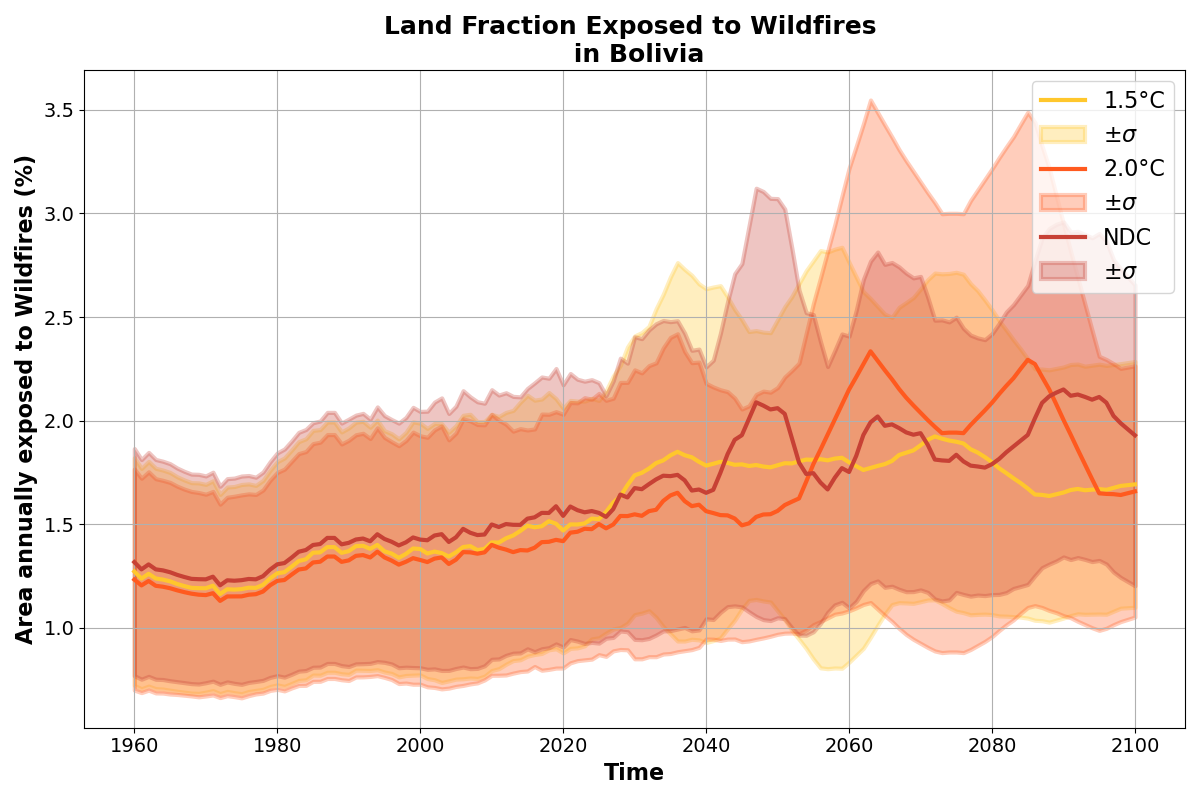 Land Fraction Exposed to Wildfires
in Bolivia
Area annually exposed to Wildfires (%)
3.5
3.0
2.5
2.0
1.5
1.0
1960
1980
2000
2020
2040
2060
2080
2100
Time
1.5°C
±σ
2.0°C
±σ
NDC
±σ